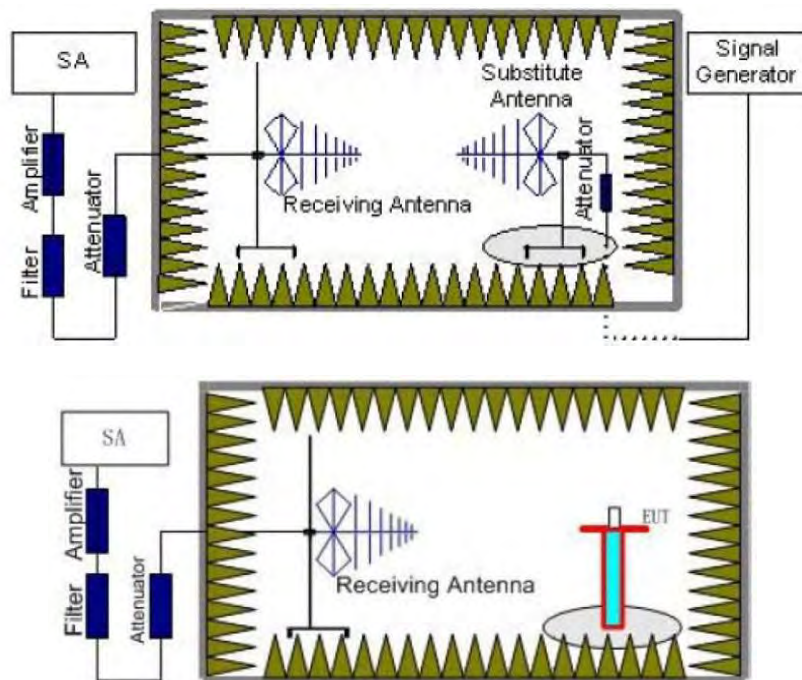 SA
Signal
Generator
Substitute
Antenna
Amplifier
Attenuator
Attenuator
Receiving Antenna
Filter
SA
Amplifier
EUT
Filter
Attenuator
Receiving Antenna